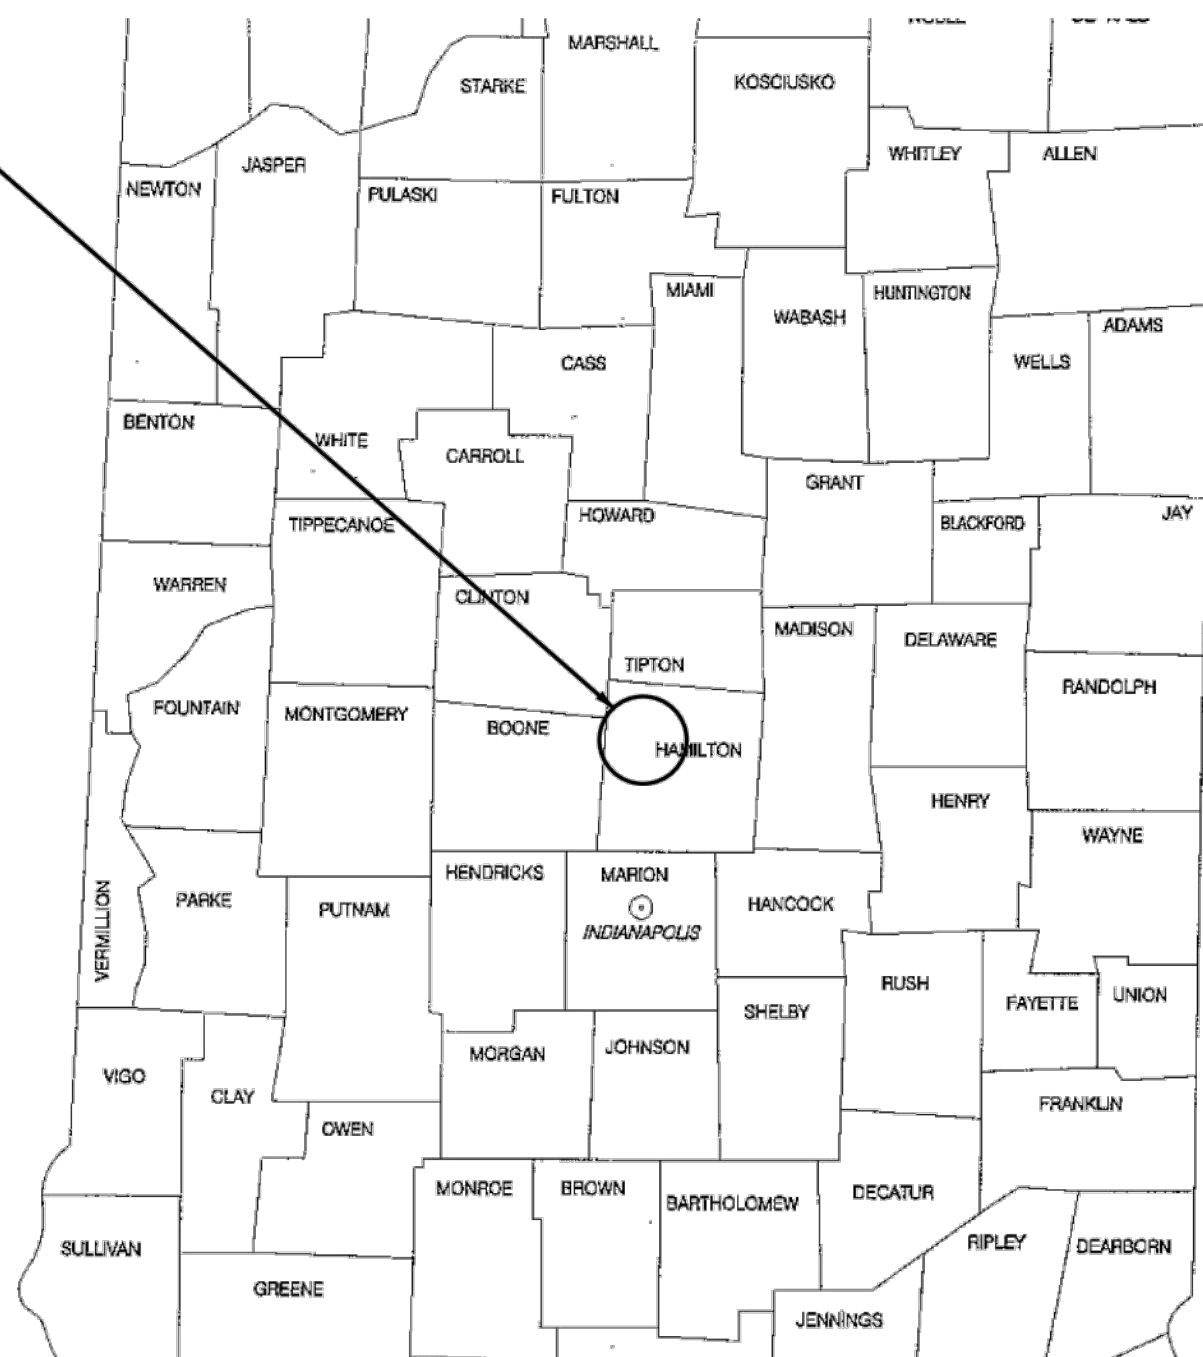 MARSHALL
KOSCIUSKO
STARKE
WHITLEY
ALLEN
JASPER
NEWTON
PULASKI
FULTON
MIAMI
HUNTINGTON
WABASH
ADAMS
CASS
WELLS
BENTON
WHITE
CARROLL
GRANT
HOWARD
JAY
TIPPECANOE
BLACKFORD
WARREN
CLINTON
MADISON
DELAWARE
TIPTON
RANDOLPH
FOUNTAIN
MONTGOMERY
BOONE
HAMILTON
HENRY
WAYNE
HENDRICKS
MARION
PARKE
PUTNAM
HANCOCK
VERMILLION
INDIANAPOLIS
RUSH
FAYETTE
UNION
SHELBY
MORGAN
JOHNSON
VIGO
CLAY
FRANKLIN
OWEN
MONROE
BROWN
DECATUR
BARTHOLOMEW
RIPLEY
DEARBORN
SULLIVAN
GREENE
JENNINGS